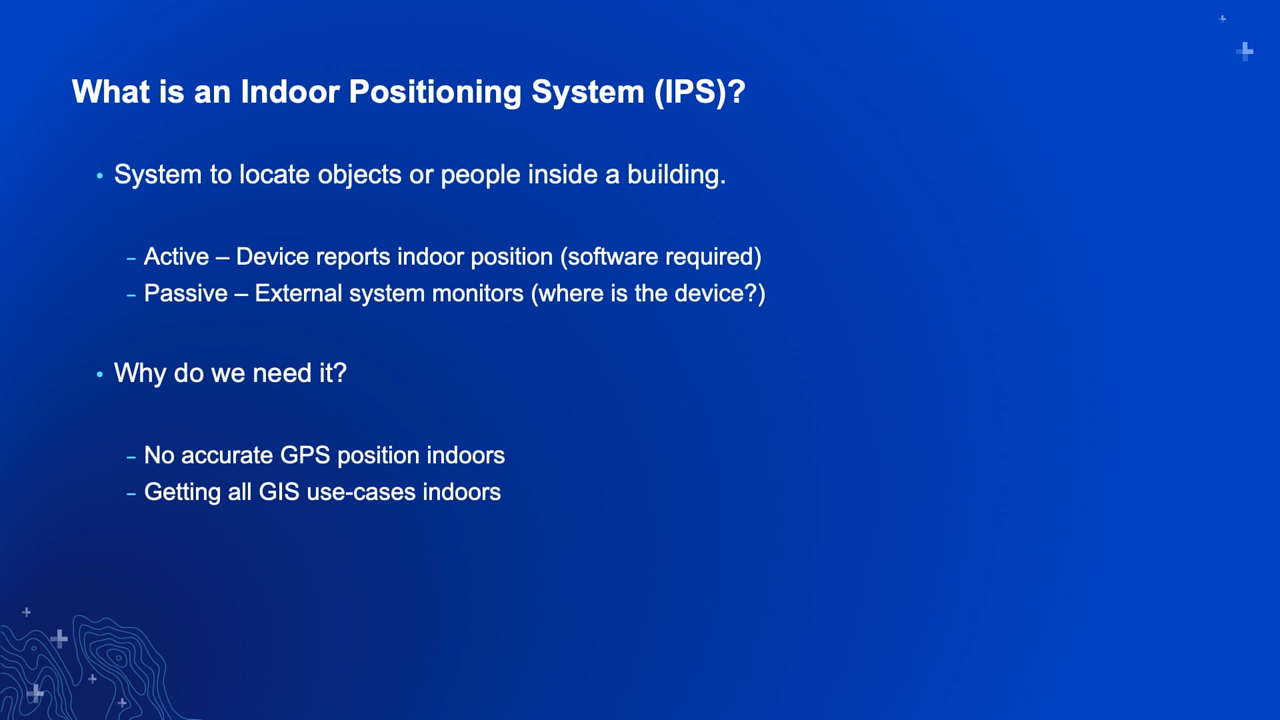 What is an Indoor Positioning System (IPS)?
• System to locate objects or people inside a building.
– Active – Device reports indoor position (software required)
– Passive – External system monitors (where is the device?)
• Why do we need it?
– No accurate GPS position indoors
– Getting all GIS use-cases indoors